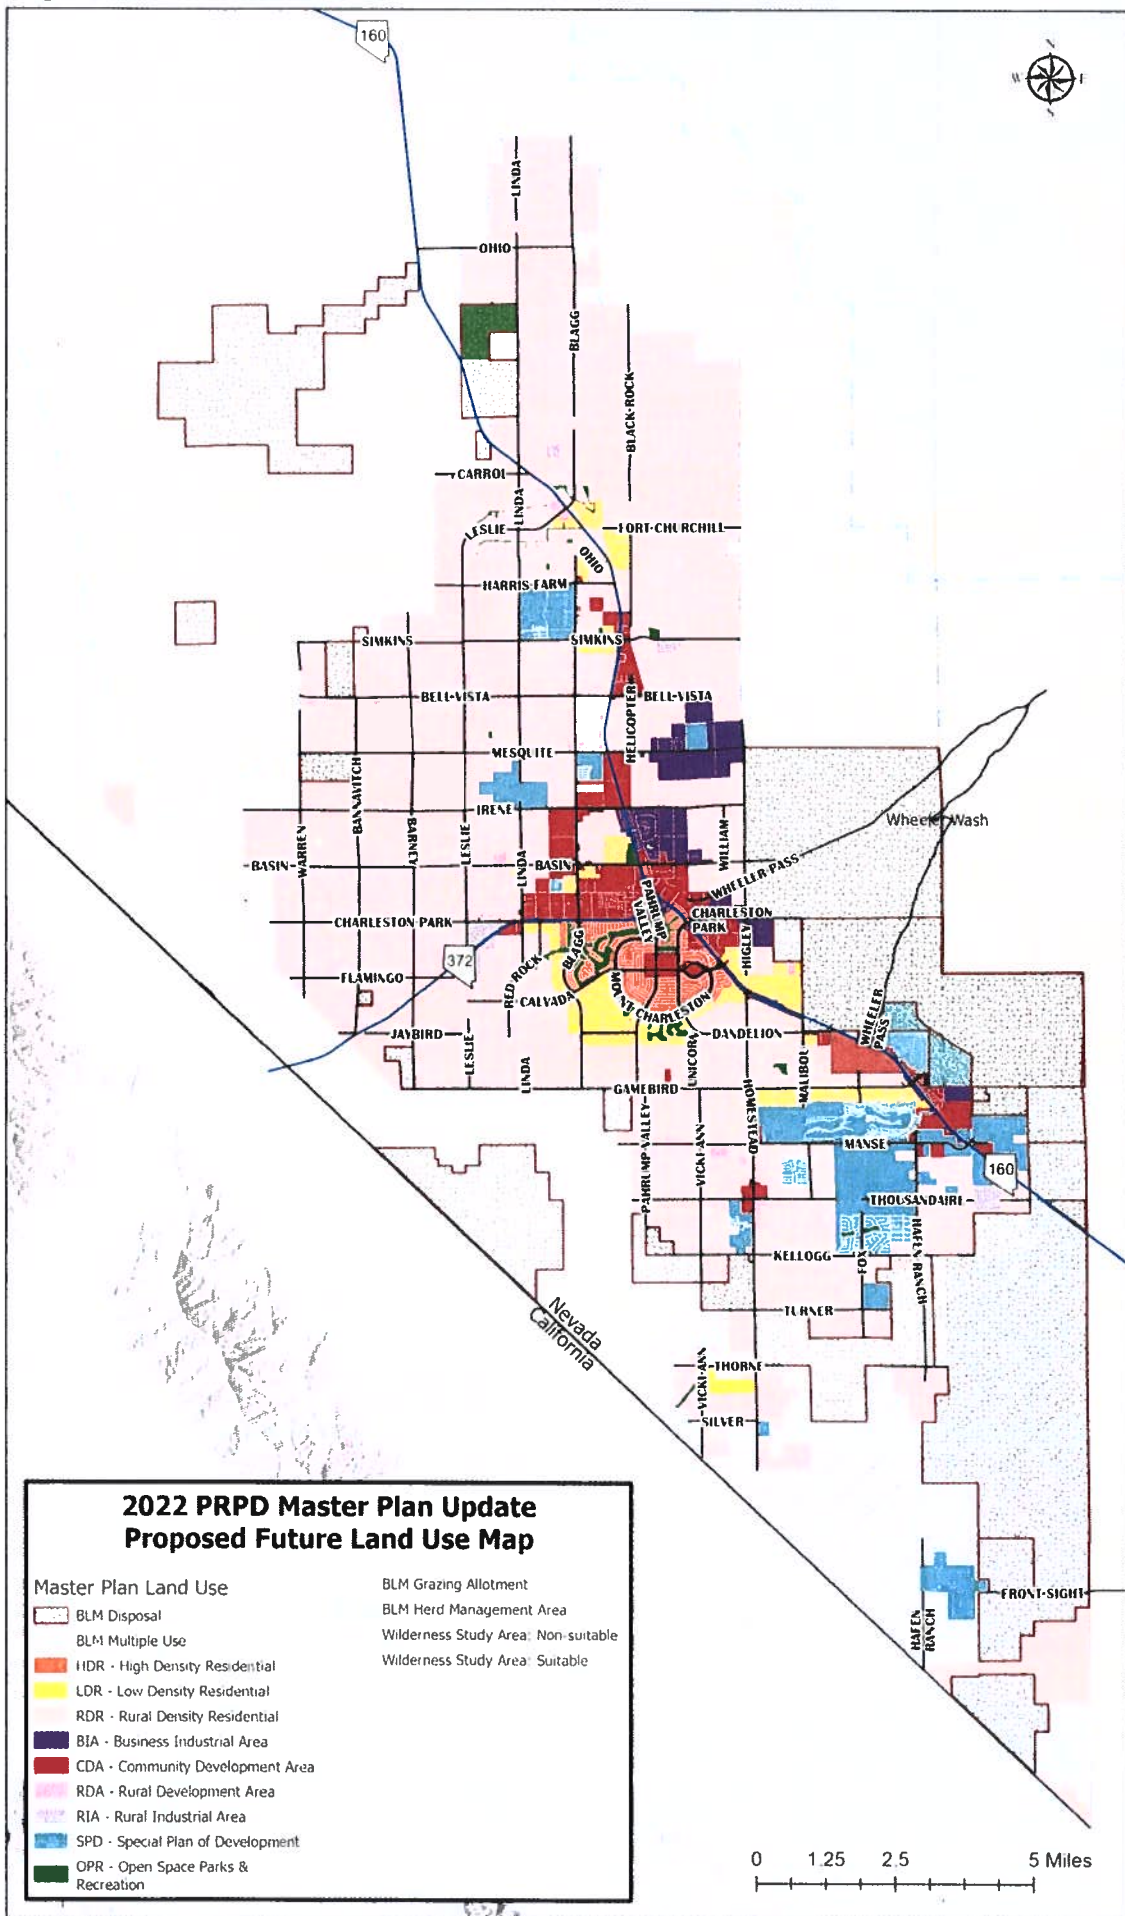 160
N
W
E
S
LINDA
OHIO
BLAGG
BLACK-ROCK
CARROL
LINDA
LESLIE
FORT-CHURCHILL
OHIO
HARRIS FARM
SIMKINS
SIMKINS
BELL-VISTA
HELICOPTER
BELL-VISTA
MESQUITE
BANNAVITCH
IRENE
WARREN
BARNEY
LESLIE
LINDA
WILLIAM
Wheeler Wash
BASIN
BASIN
WHEELER-PASS
PAHRUMP
VALLEY
CHARLESTON PARK
CHARLESTON
PARK
HIGLEY
BLAGG
372
RED ROCK
FLAMINGO
CALVADA
MOUNT-CHARLESTON
WHEELER
PASS
JAYBIRD
LESLIE
DANDELION
UNICORN
MALIBOU
LINDA
GAMEBIRD
HOMESTEAD
PAHRUMP-VALLEY
VICKI-ANN
MANSE
160
THOUSANDAIRE
HAFEN-RANCH
KELLOGG
FOX
TURNER
Nevada
California
VICKI-ANN
THORNE
SILVER
FRONT-SIGHT
HAFEN
RANCH
2022 PRPD Master Plan Update
Proposed Future Land Use Map
Master Plan Land Use
BLM Disposal
BLM Multiple Use
HDR - High Density Residential
LDR - Low Density Residential
RDR - Rural Density Residential
BIA - Business Industrial Area
CDA - Community Development Area
RDA - Rural Development Area
RIA - Rural Industrial Area
SPD - Special Plan of Development
OPR - Open Space Parks &
Recreation
BLM Grazing Allotment
BLM Herd Management Area
Wilderness Study Area: Non-suitable
Wilderness Study Area: Suitable
0 1.25 2.5 5 Miles